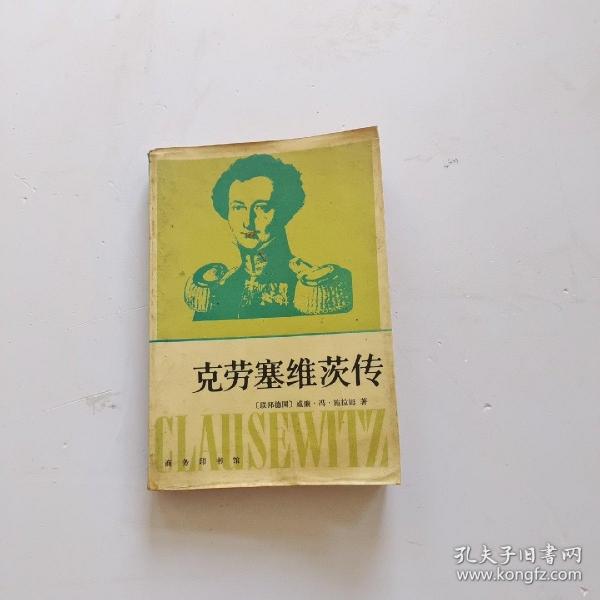 克劳塞维茨传
〔联邦德国〕威廉·冯·施拉姆 著
CLAUSEWITZ
商务印书馆
孔夫子旧書网
www.kongfz.com